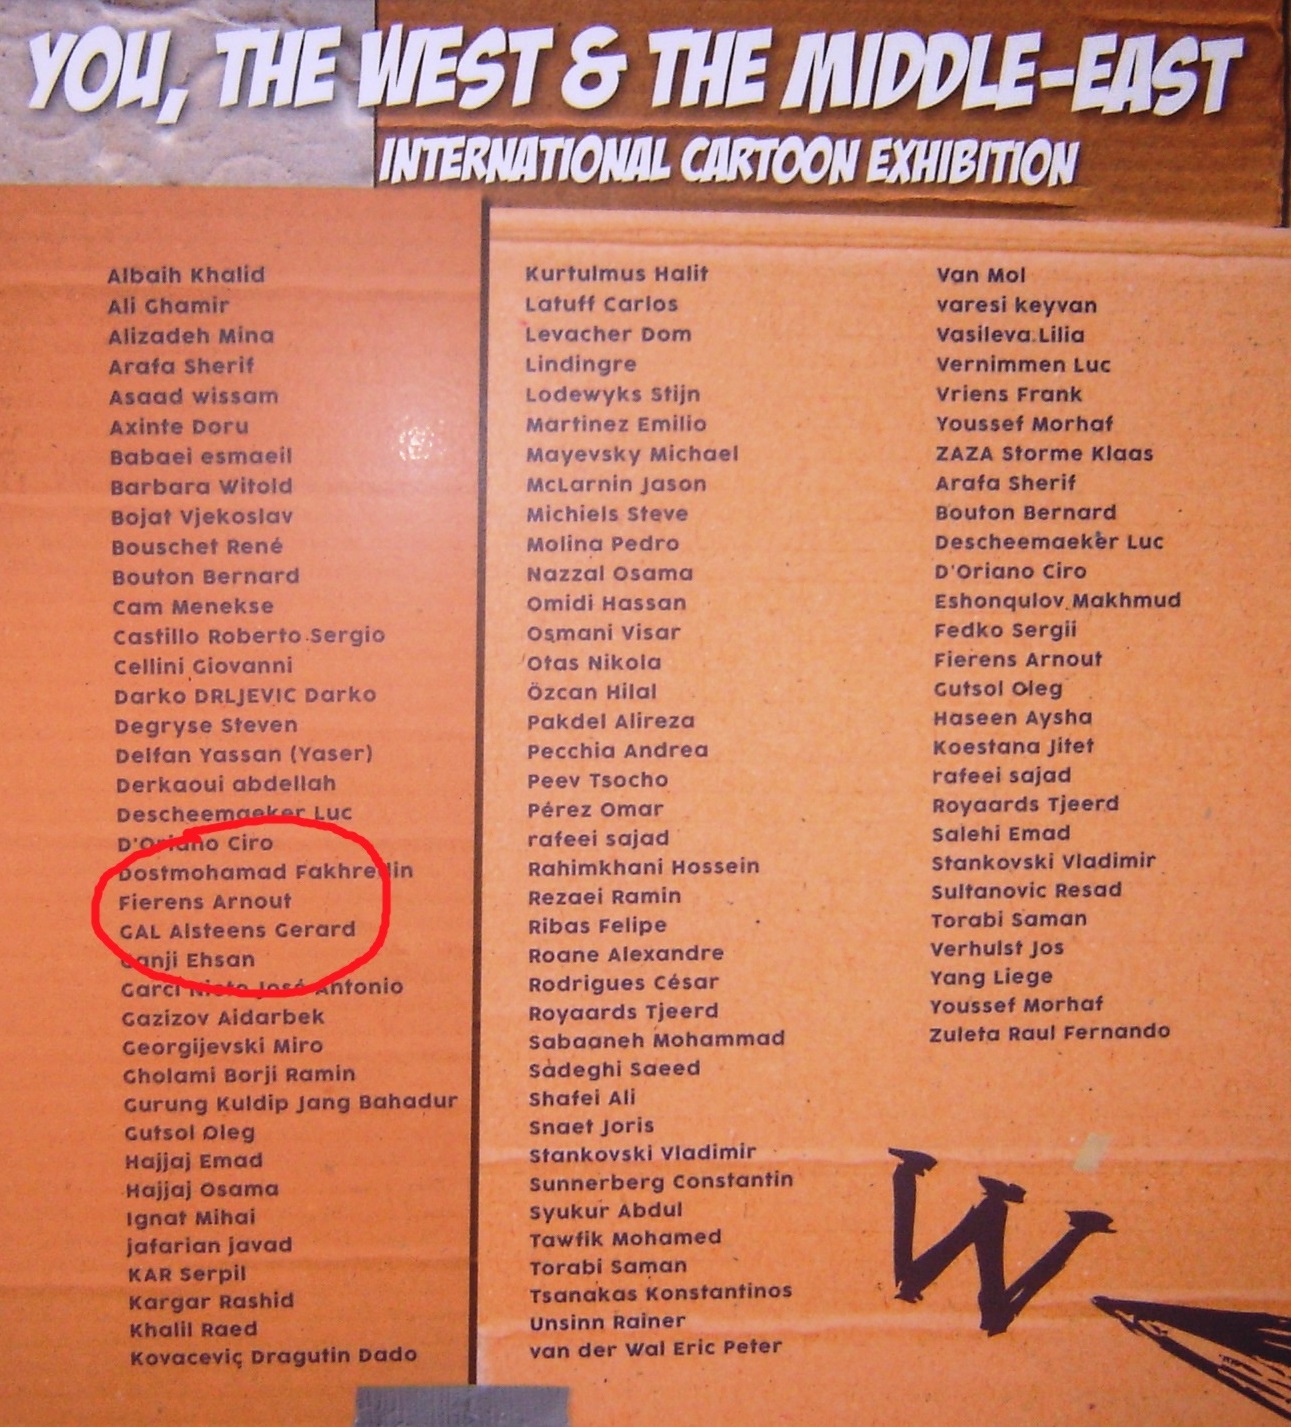 YOU, THE WEST & THE MIDDLE-EAST
INTERNATIONAL CARTOON EXHIBITION
Albaih Khalid
Ali Ghamir
Alizadeh Mina
Arafa Sherif
Asaad wissam
Axinte Doru
Babaei esmaeil
Barbara Witold
Bojat Vjekoslav
Bouschet René
Bouton Bernard
Cam Menekse
Castillo Roberto Sergio
Cellini Giovanni
Darko DRLJEVIC Darko
Degryse Steven
Delfan Yassan (Yaser)
Derkaoui abdellah
Descheemaeker Luc
D'Oriano Ciro
Dostmohamad Fakhredin
Fierens Arnout
GAL Alsteens Gerard
Ganji Ehsan
Garci Nieto José Antonio
Gazizov Aidarbek
Georgijevski Miro
Gholami Borji Ramin
Gurung Kuldip Jang Bahadur
Gutsol Oleg
Hajjaj Emad
Hajjaj Osama
Ignat Mihai
jafarian javad
KAR Serpil
Kargar Rashid
Khalil Raed
Kovaceviç Dragutin Dado
Kurtulmus Halit
Latuff Carlos
Levacher Dom
Lindingre
Lodewyks Stijn
Martinez Emilio
Mayevsky Michael
McLarnin Jason
Michiels Steve
Molina Pedro
Nazzal Osama
Omidi Hassan
Osmani Visar
Otas Nikola
Özcan Hilal
Pakdel Alireza
Pecchia Andrea
Peev Tsocho
Pérez Omar
rafeei sajad
Rahimkhani Hossein
Rezaei Ramin
Ribas Felipe
Roane Alexandre
Rodrigues César
Royaards Tjeerd
Sabaaneh Mohammad
Sadeghi Saeed
Shafei Ali
Snaet Joris
Stankovski Vladimir
Sunnerberg Constantin
Syukur Abdul
Tawfik Mohamed
Torabi Saman
Tsanakas Konstantinos
Unsinn Rainer
van der Wal Eric Peter
Van Mol
varesi keyvan
Vasileva Lilia
Vernimmen Luc
Vriens Frank
Youssef Morhaf
ZAZA Storme Klaas
Arafa Sherif
Bouton Bernard
Descheemaeker Luc
D'Oriano Ciro
Eshonqulov Makhmud
Fedko Sergii
Fierens Arnout
Gutsol Oleg
Haseen Aysha
Koestana Jitet
rafeei sajad
Royaards Tjeerd
Salehi Emad
Stankovski Vladimir
Sultanovic Resad
Torabi Saman
Verhulst Jos
Yang Liege
Youssef Morhaf
Zuleta Raul Fernando
W